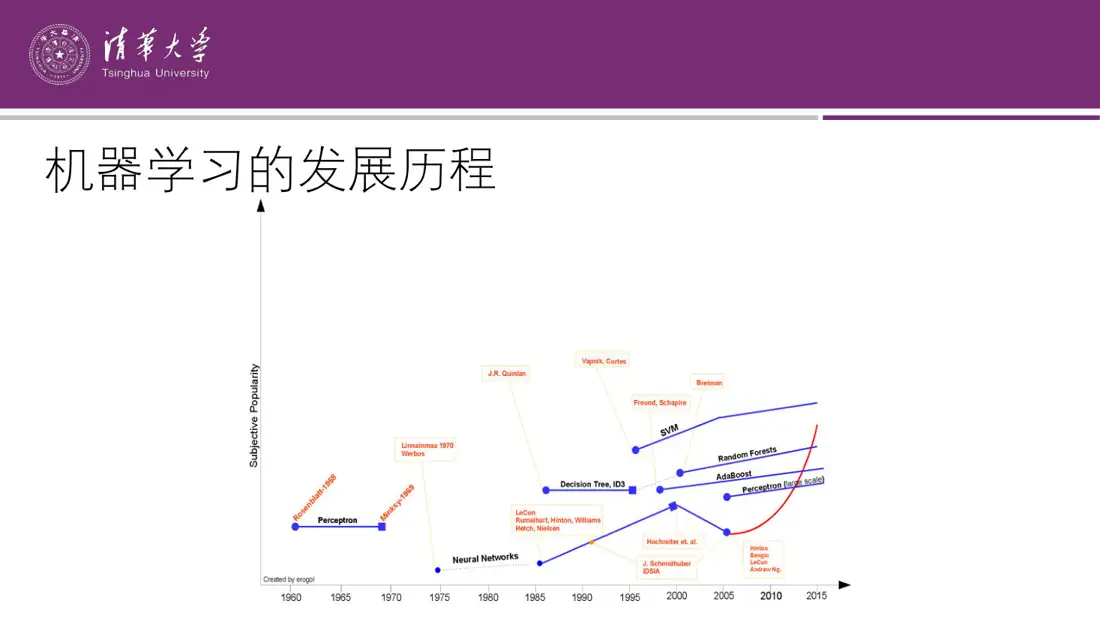 清华大学
Tsinghua University
机器学习的发展历程
Subjective Popularity
Vapnik, Cortes
J.R. Quinlan
Breiman
Freund, Schapire
SVM
Linnainmaa 1970
Werbos
Random Forests
AdaBoost
Decision Tree, ID3
Perceptron (large scale)
Rosenblatt-1958
Minksy-1969
Perceptron
LeCon
Rumelhart, Hinton, Williams
Hetch, Nielsen
Hochreiter et. al.
Neural Networks
J. Schmidhuber
IDSIA
Hinton
Bengio
LeCun
Andrew Ng.
Created by erogol
1960 1965 1970 1975 1980 1985 1990 1995 2000 2005 2010 2015